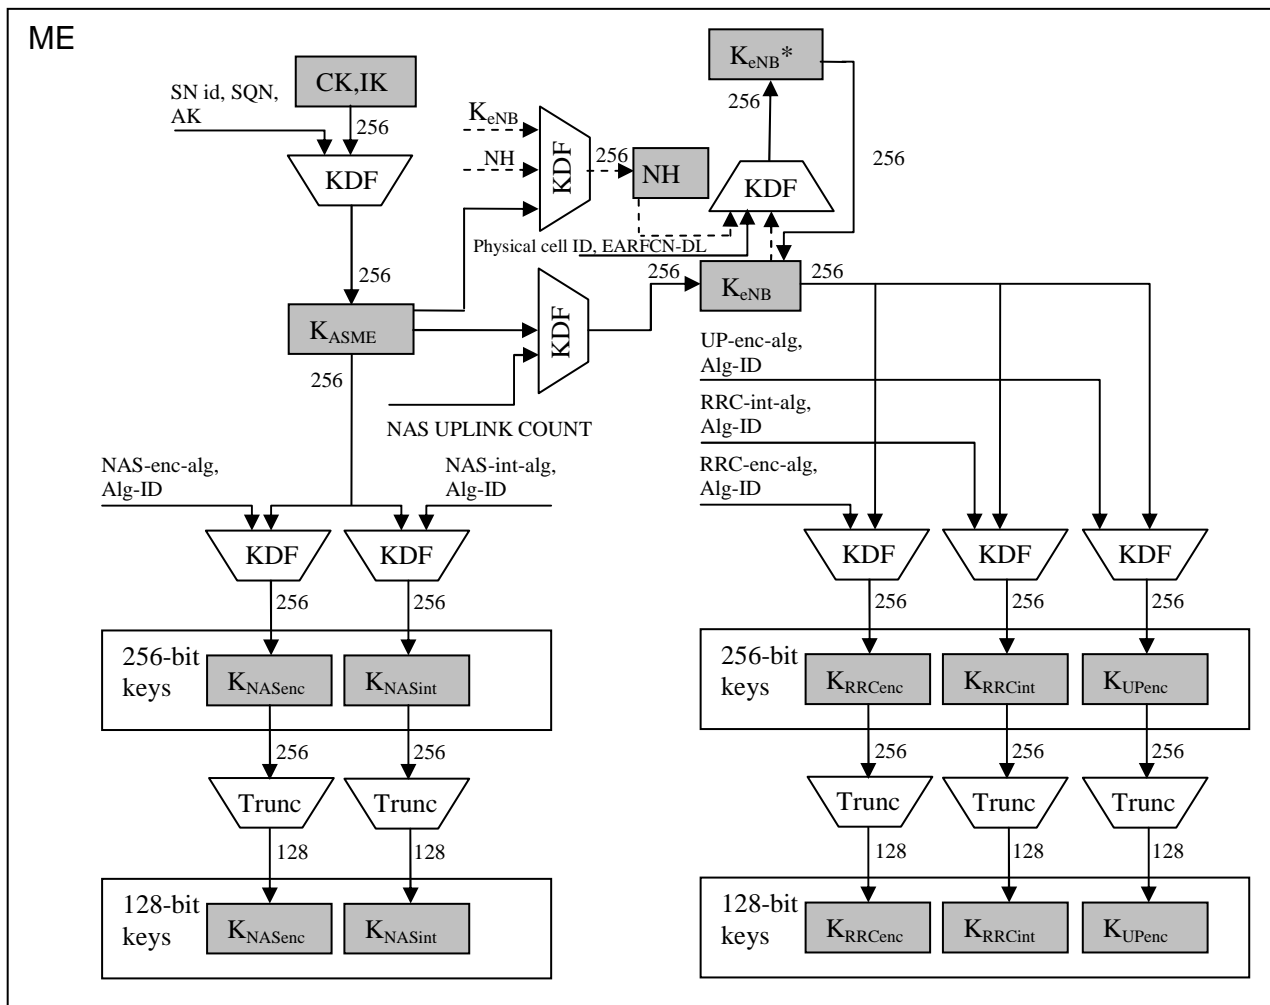 ME
CK,IK
SN id, SQN,
AK
256
KDF
256
KASME
256
KeNB
NH
KDF
256
NH
KeNB*
256
256
KDF
Physical cell ID, EARFCN-DL
256
KeNB
256
KDF
NAS UPLINK COUNT
UP-enc-alg,
Alg-ID
RRC-int-alg,
Alg-ID
RRC-enc-alg,
Alg-ID
NAS-enc-alg,
Alg-ID
NAS-int-alg,
Alg-ID
KDF KDF KDF KDF KDF
256 256 256 256 256
256-bit
keys
KNASenc KNASint
256-bit
keys
KRRCenc KRRCint KUPenc
256 256 256 256 256
Trunc Trunc Trunc Trunc Trunc
128 128 128 128 128
128-bit
keys
KNASenc KNASint
128-bit
keys
KRRCenc KRRCint KUPenc